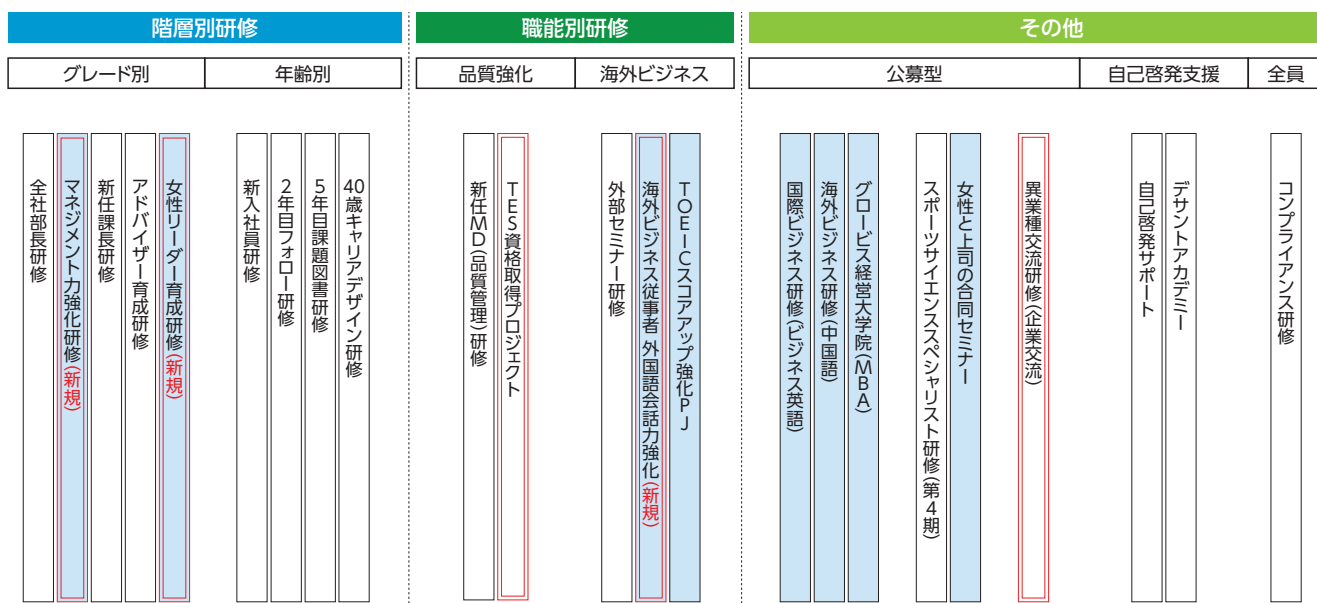 階層別研修
職能別研修
その他
グレード別
年齢別
品質強化
海外ビジネス
公募型
自己啓発支援
全員
全社部長研修
マネジメント力強化研修(新規)
新任課長研修
アドバイザー育成研修
女性リーダー育成研修(新規)
新入社員研修
2年目フォロー研修
5年目課題図書研修
40歳キャリアデザイン研修
新任MD(品質管理)研修
TES資格取得プロジェクト
外部セミナー研修
海外ビジネス従事者 外国語会話力強化(新規)
TOEICスコアアップ強化PJ
国際ビジネス研修(ビジネス英語)
海外ビジネス研修(中国語)
グロービス経営大学院(MBA)
スポーツサイエンススペシャリスト研修(第4期)
女性と上司の合同セミナー
異業種交流研修(企業交流)
自己啓発サポート
デサントアカデミー
コンプライアンス研修